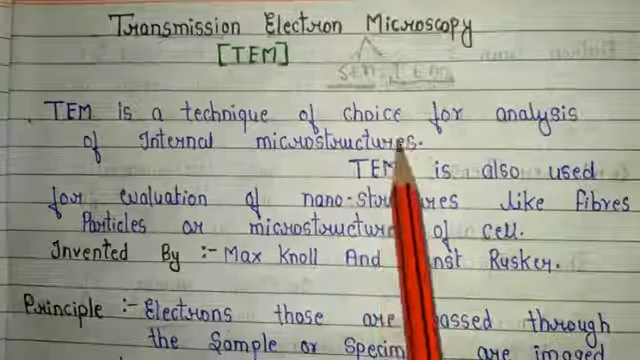 Transmission Electron Microscopy
[TEM]
SEM TEM
TEM is a technique of choice for analysis
of Internal microstructures.
TEM is also used
for evaluation of nano-structures like fibres
Particles or microstructure of cell.
Invented By :- Max Knoll And Rusker.
Principle :- Electrons those are passed through
the Sample or are imaged